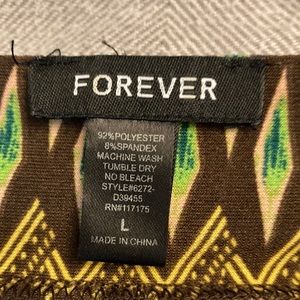 FOREVER
92%POLYESTER
8%SPANDEX
MACHINE WASH
TUMBLE DRY
NO BLEACH
STYLE#6272-
D39455
RN#117175
L
MADE IN CHINA